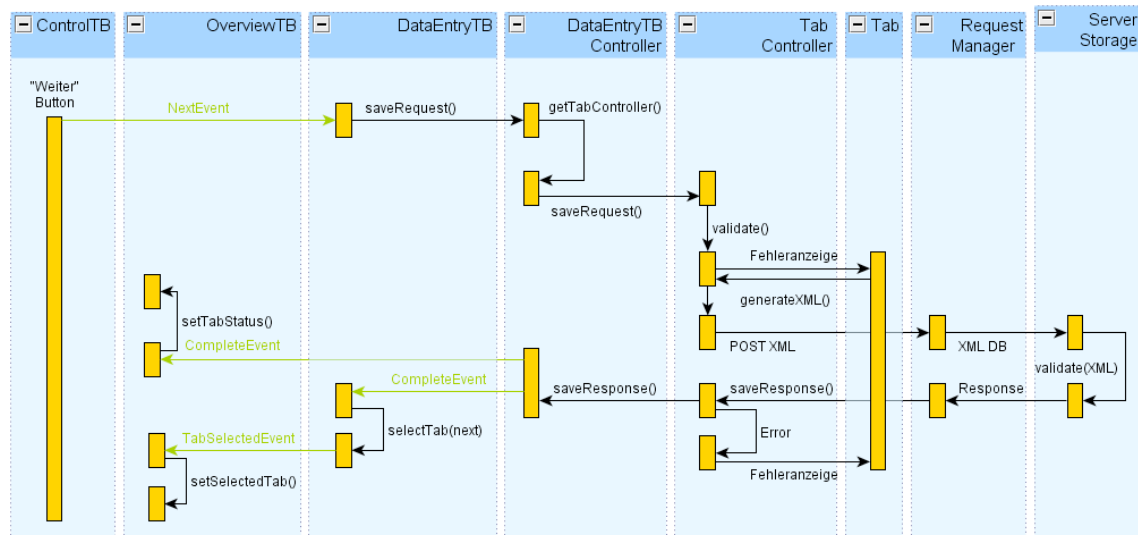 ControlTB
OverviewTB
DataEntryTB
DataEntryTB
Controller
Tab
Controller
Tab
Request
Manager
Server
Storage
"Weiter"
Button
NextEvent
saveRequest()
getTabController()
saveRequest()
validate()
Fehleranzeige
generateXML()
setTabStatus()
CompleteEvent
POST XML
XML DB
validate(XML)
CompleteEvent
saveResponse()
saveResponse()
Response
selectTab(next)
Error
TabSelectedEvent
Fehleranzeige
setSelectedTab()